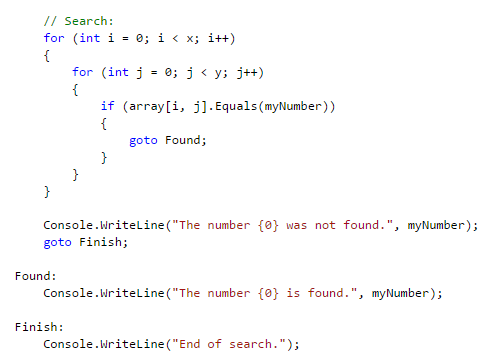 // Search:
for (int i = 0; i < x; i++)
{
for (int j = 0; j < y; j++)
{
if (array[i, j].Equals(myNumber))
{
goto Found;
}
}
}
Console.WriteLine("The number {0} was not found.", myNumber);
goto Finish;
Found:
Console.WriteLine("The number {0} is found.", myNumber);
Finish:
Console.WriteLine("End of search.");